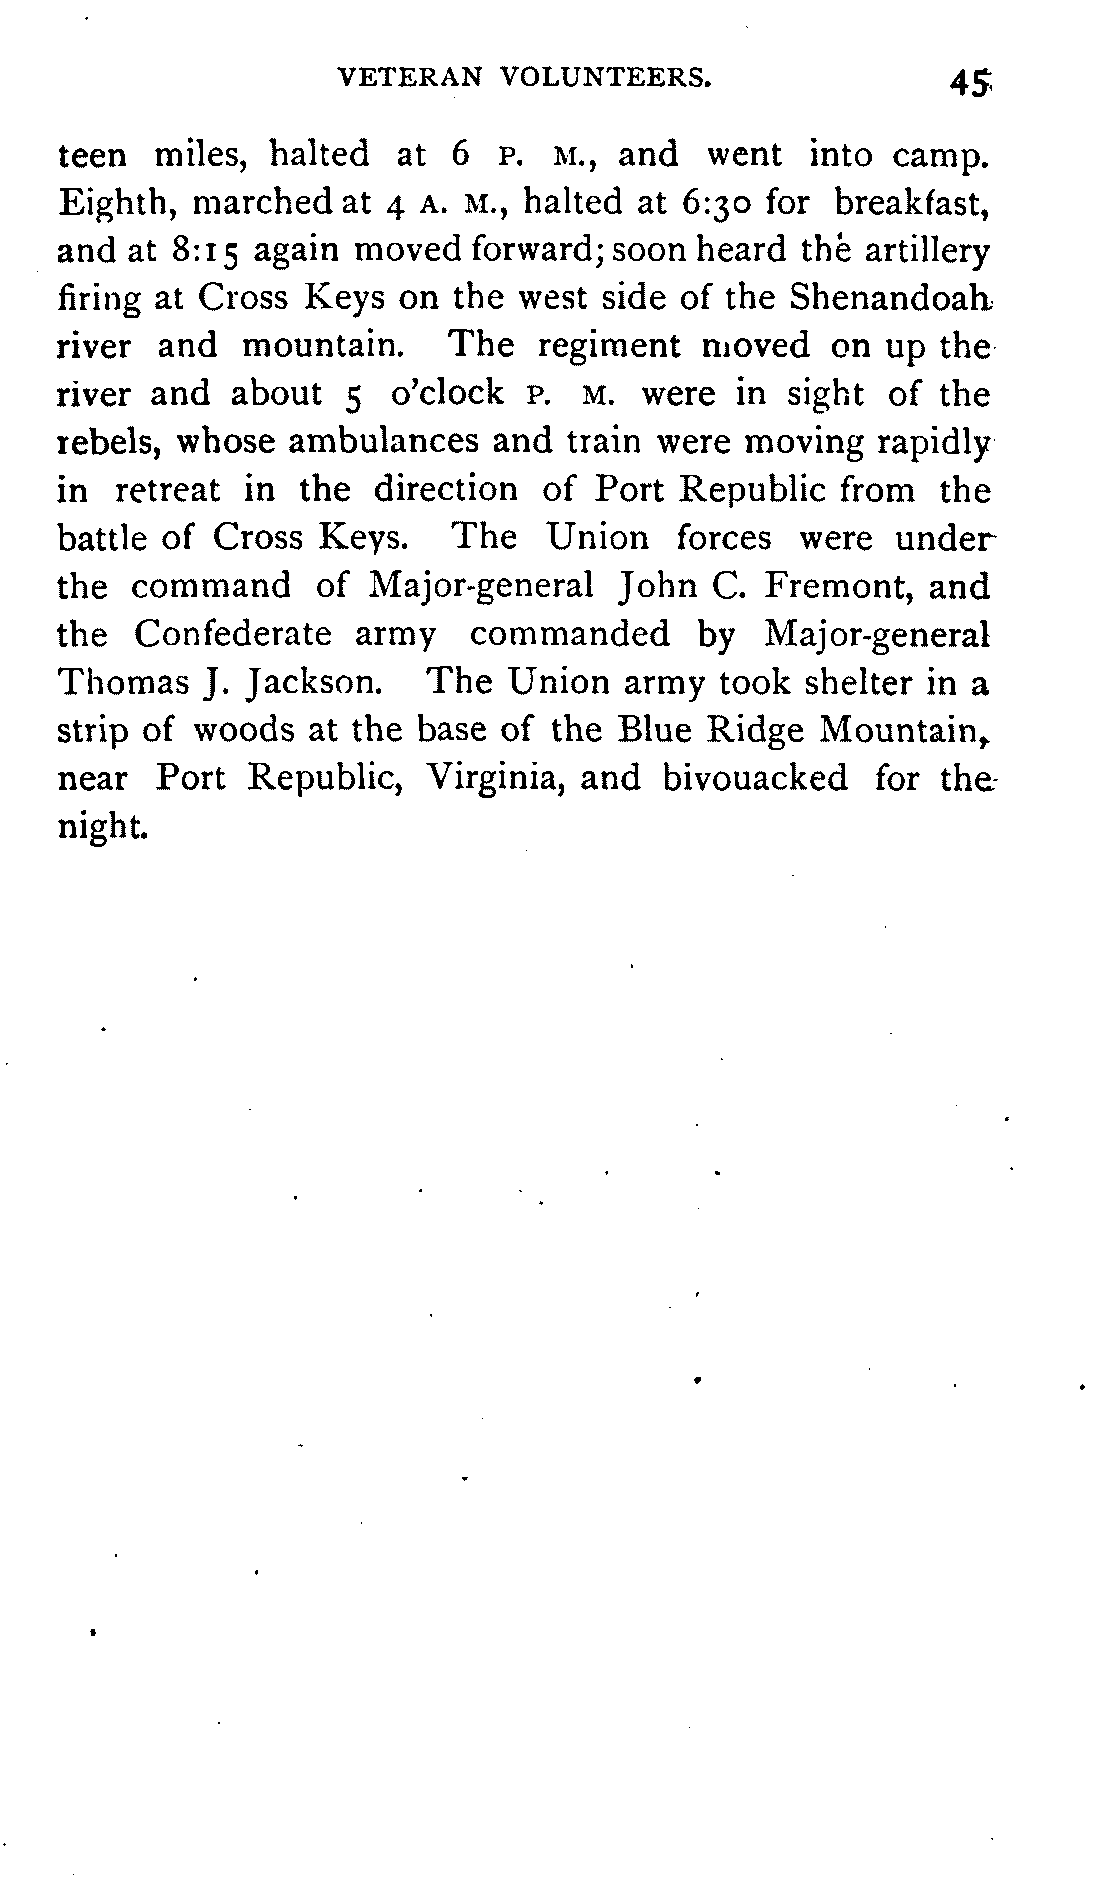 VETERAN VOLUNTEERS. 45
teen miles, halted at 6 P. M., and went into camp.
Eighth, marched at 4 A. M., halted at 6:30 for breakfast,
and at 8:15 again moved forward; soon heard the artillery
firing at Cross Keys on the west side of the Shenandoah
river and mountain. The regiment moved on up the
river and about 5 o'clock P. M. were in sight of the
rebels, whose ambulances and train were moving rapidly
in retreat in the direction of Port Republic from the
battle of Cross Keys. The Union forces were under
the command of Major-general John C. Fremont, and
the Confederate army commanded by Major-general
Thomas J. Jackson. The Union army took shelter in a
strip of woods at the base of the Blue Ridge Mountain,
near Port Republic, Virginia, and bivouacked for the
night.